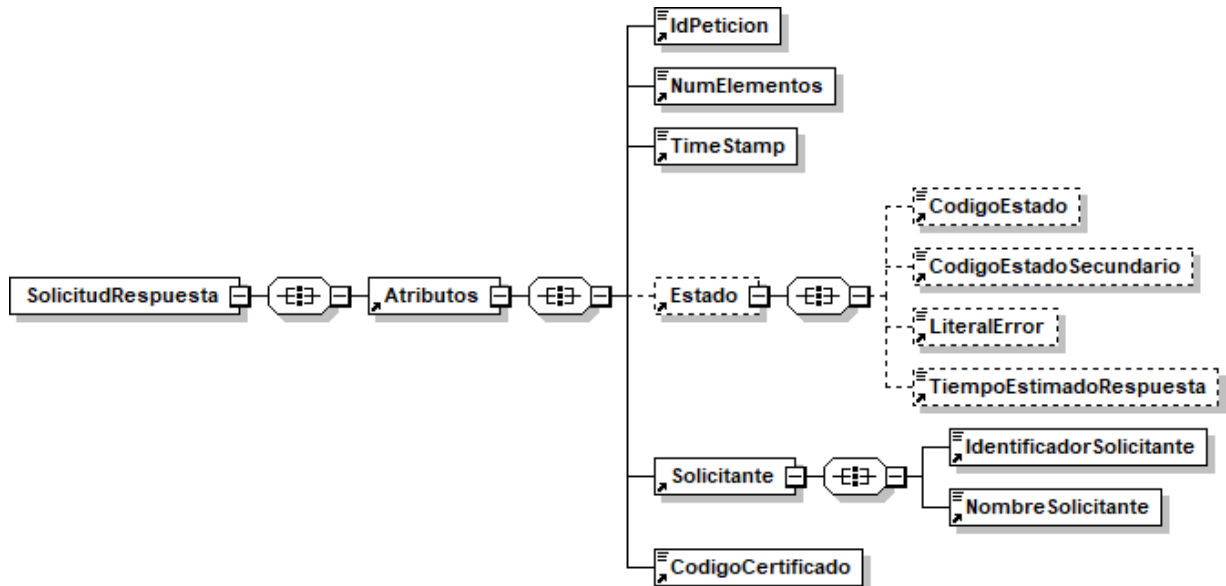 IdPeticion
NumElementos
TimeStamp
CodigoEstado
CodigoEstadoSecundario
SolicitudRespuesta
Atributos
Estado
LiteralError
TiempoEstimadoRespuesta
IdentificadorSolicitante
Solicitante
NombreSolicitante
CodigoCertificado